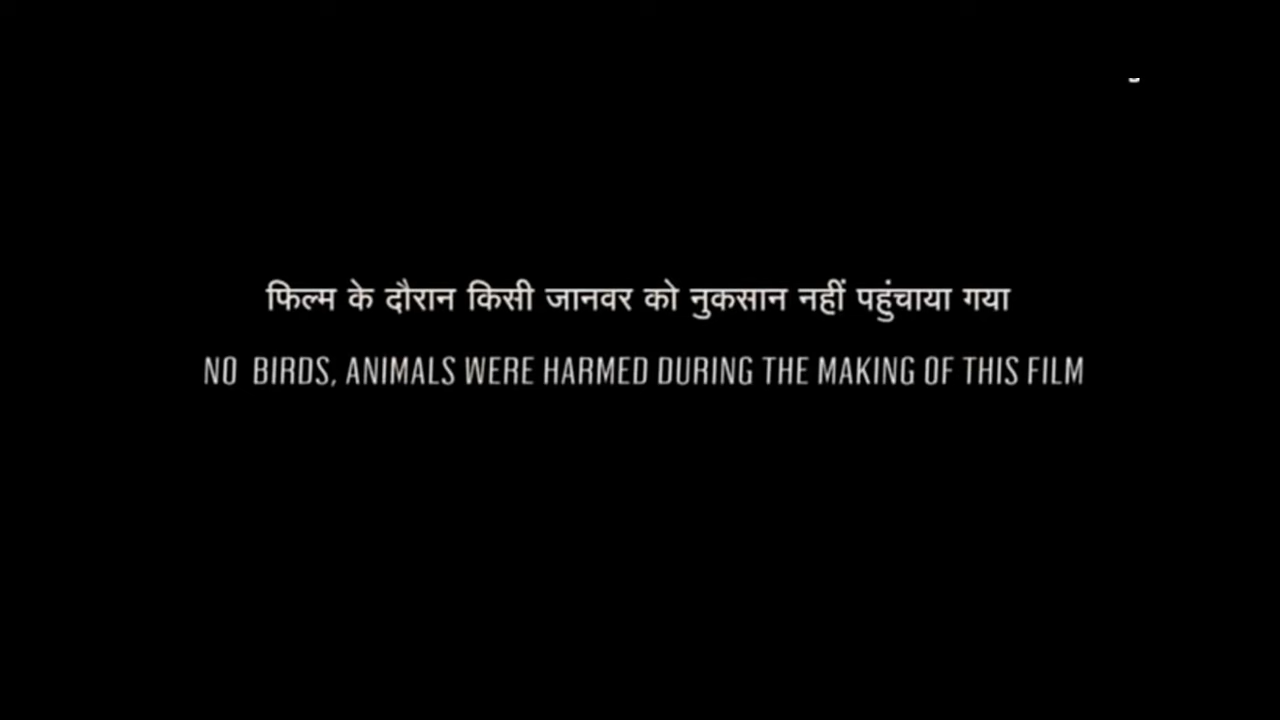 फिल्म के दौरान किसी जानवर को नुकसान नहीं पहुंचाया गया
NO BIRDS, ANIMALS WERE HARMED DURING THE MAKING OF THIS FILM